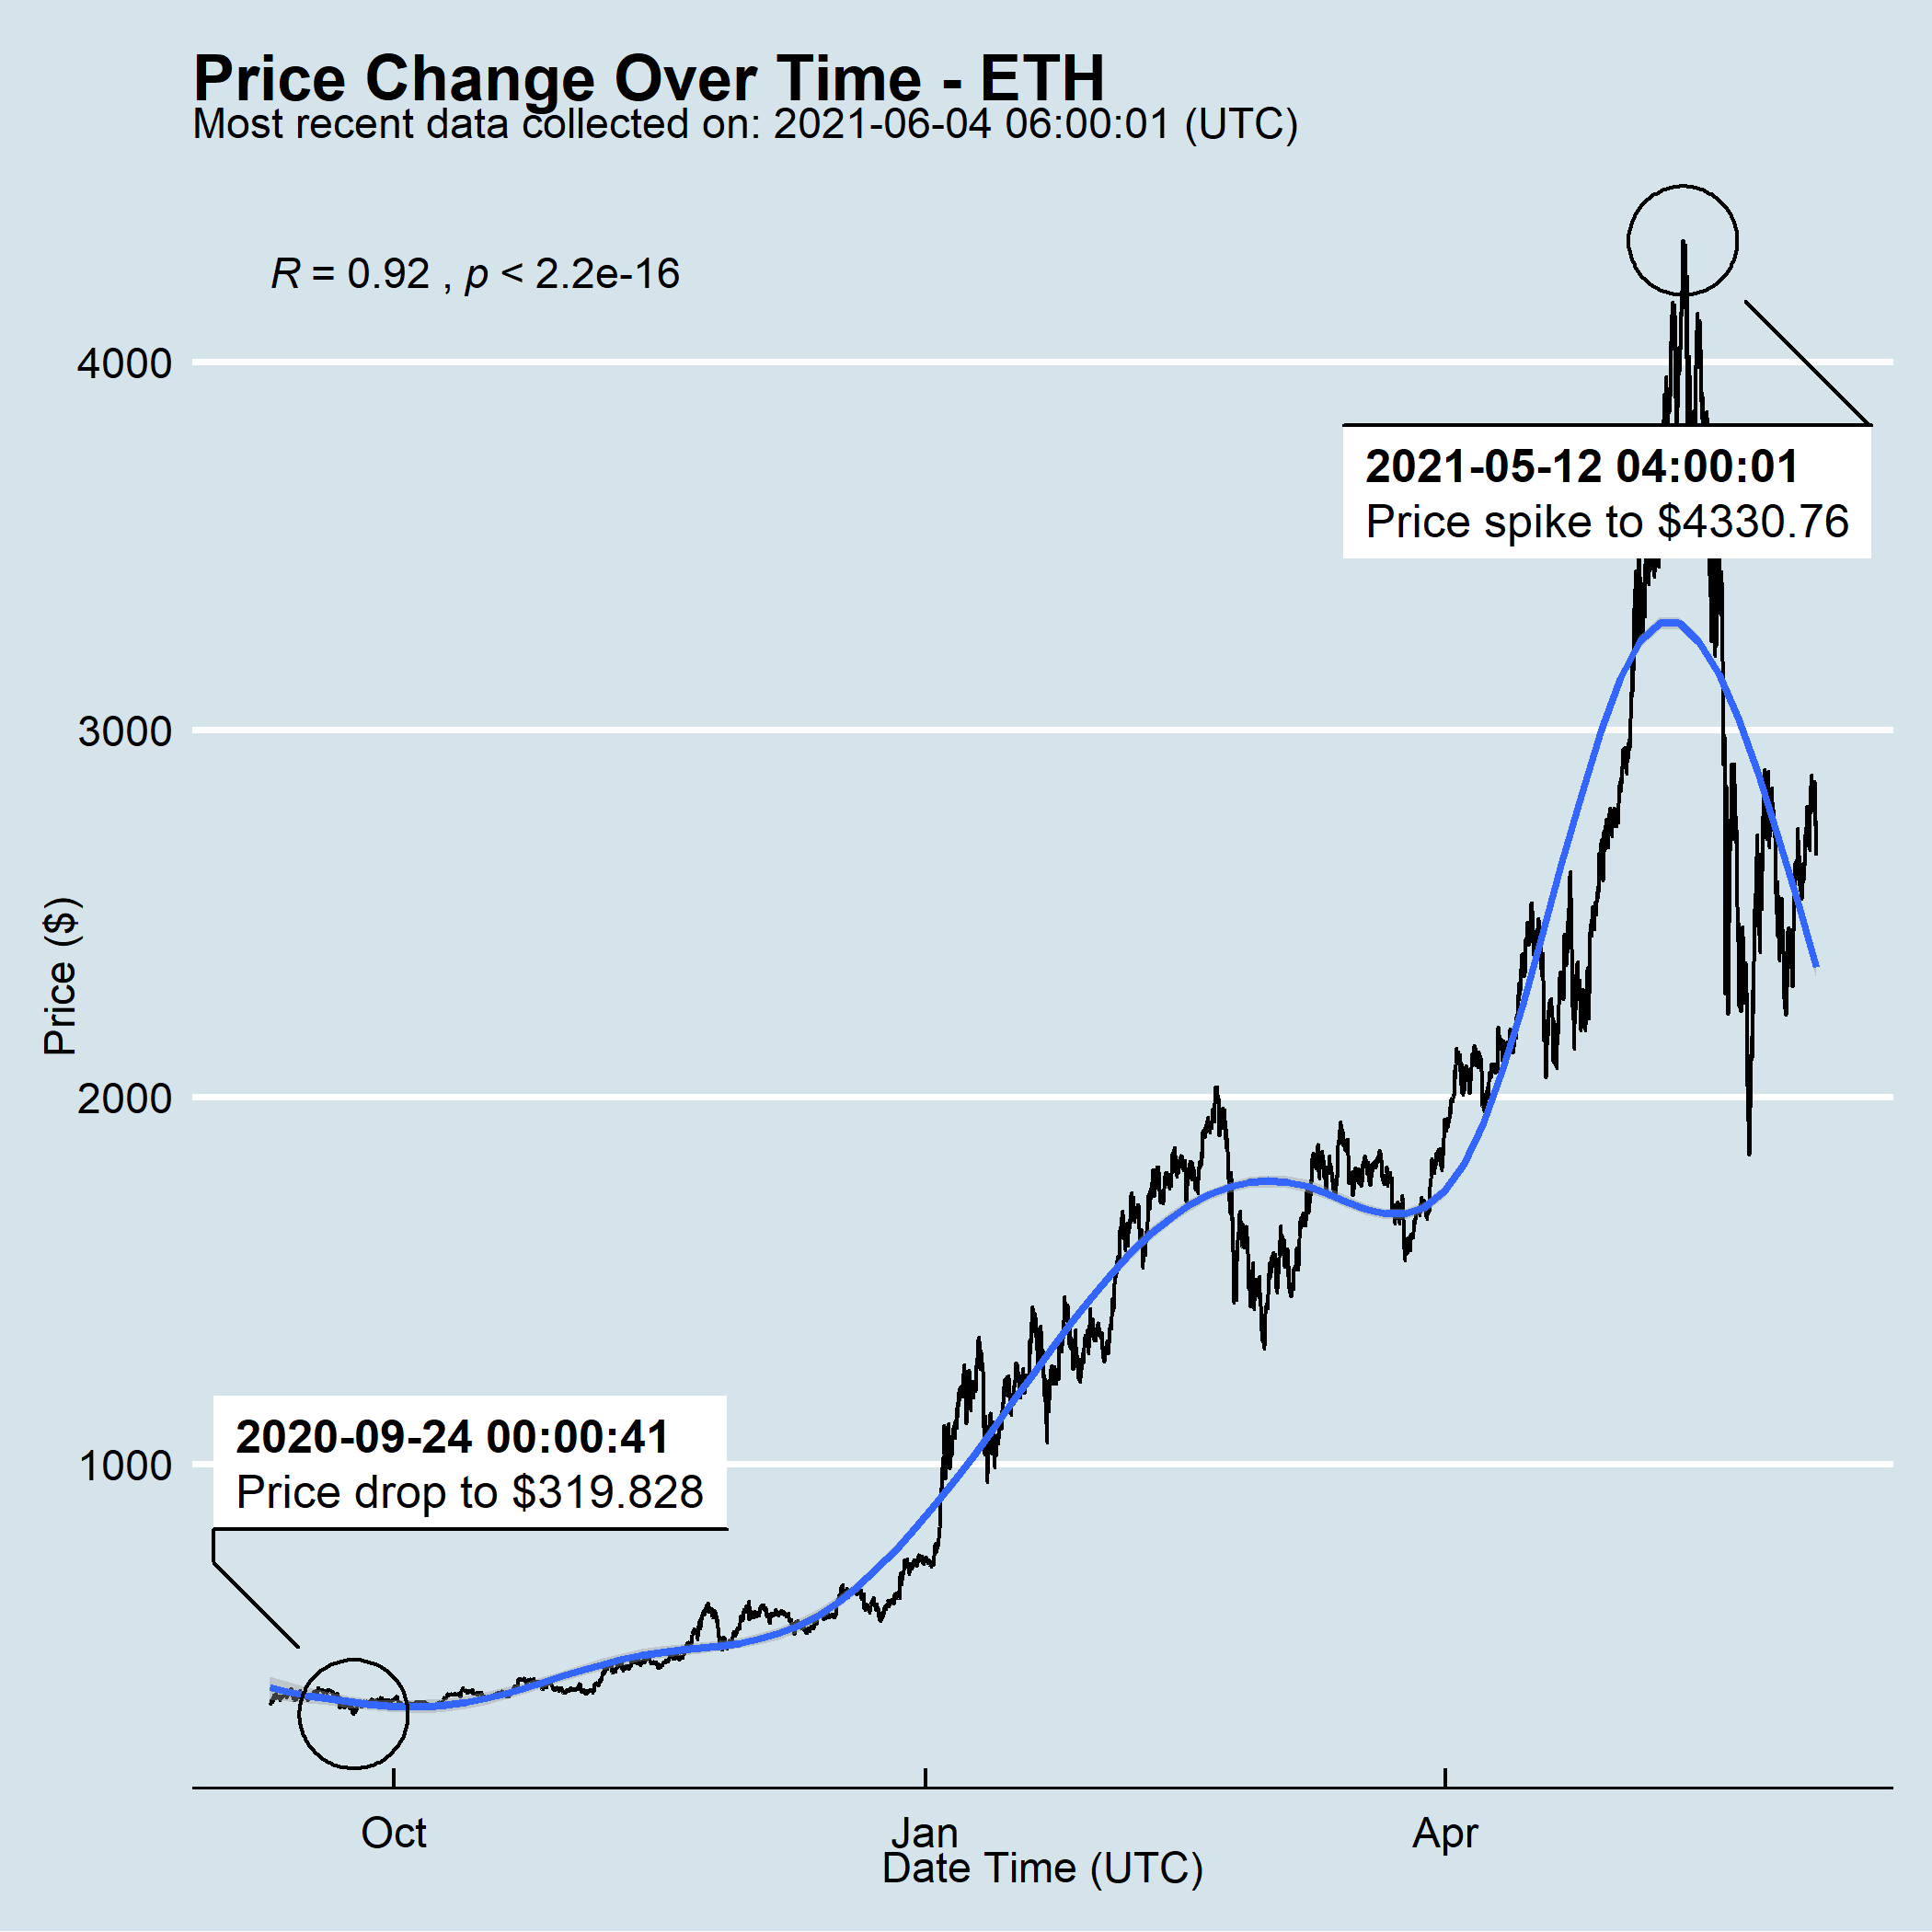 Price Change Over Time - ETH
Most recent data collected on: 2021-06-04 06:00:01 (UTC)
R = 0.92 , p < 2.2e-16
4000
2021-05-12 04:00:01
Price spike to $4330.76
3000
Price ($)
2000
2020-09-24 00:00:41
1000
Price drop to $319.828
Oct
Jan
Apr
Date Time (UTC)